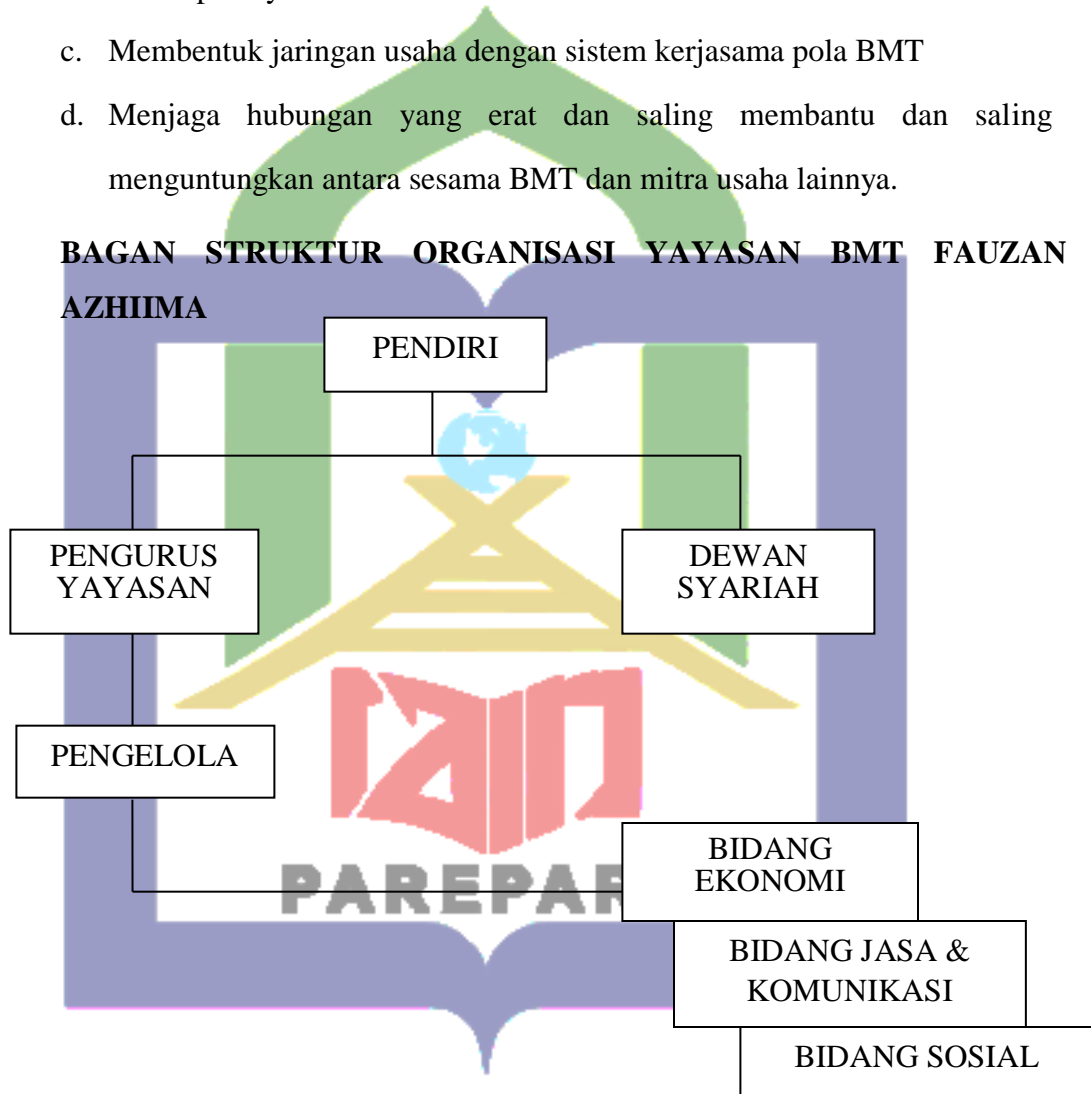 c. Membentuk jaringan usaha dengan sistem kerjasama pola BMT
d. Menjaga hubungan yang erat dan saling membantu dan saling
menguntungkan antara sesama BMT dan mitra usaha lainnya.
BAGAN STRUKTUR ORGANISASI YAYASAN BMT FAUZAN
AZHIIMA
PENDIRI
PENGURUS
YAYASAN
DEWAN
SYARIAH
PENGELOLA
BIDANG
EKONOMI
PAREPAR
BIDANG JASA &
KOMUNIKASI
BIDANG SOSIAL